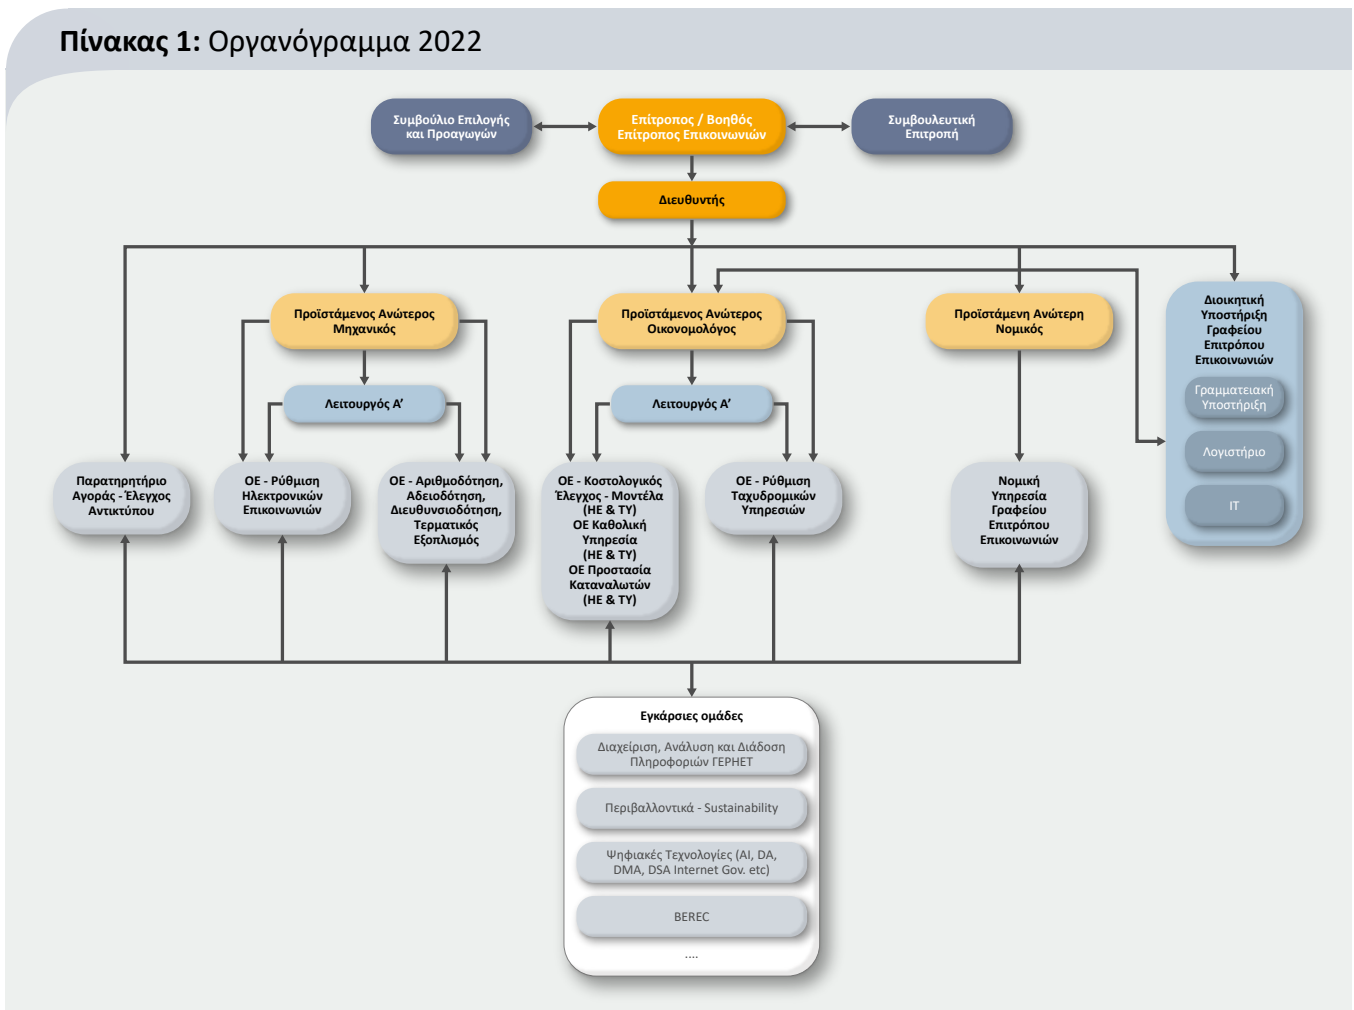 Πίνακας 1: Οργανόγραμμα 2022
Συμβούλιο Επιλογής
και Προαγωγών
Επίτροπος / Βοηθός
Επίτροπος Επικοινωνιών
Συμβουλευτική
Επιτροπή
Διευθυντής
Προϊστάμενος Ανώτερος
Μηχανικός
Προϊστάμενος Ανώτερος
Οικονομολόγος
Προϊστάμενη Ανώτερη
Νομικός
Διοικητική
Υποστήριξη
Γραφείου
Επιτρόπου
Επικοινωνιών
Γραμματειακή
Υποστήριξη
Λογιστήριο
IT
Λειτουργός Α’
Λειτουργός Α’
Παρατηρητήριο
Αγοράς - Έλεγχος
Αντικτύπου
ΟΕ - Ρύθμιση
Ηλεκτρονικών
Επικοινωνιών
ΟΕ - Αριθμοδότηση,
Αδειοδότηση,
Διευθυνσιοδότηση,
Τερματικός
Εξοπλισμός
ΟΕ - Κοστολογικός
Έλεγχος - Μοντέλα
(ΗΕ & ΤΥ)
ΟΕ Καθολική
Υπηρεσία
(ΗΕ & ΤΥ)
ΟΕ Προστασία
Καταναλωτών
(ΗΕ & ΤΥ)
ΟΕ - Ρύθμιση
Ταχυδρομικών
Υπηρεσιών
Νομική
Υπηρεσία
Γραφείου
Επιτρόπου
Επικοινωνιών
Εγκάρσιες ομάδες
Διαχείριση, Ανάλυση και Διάδοση
Πληροφοριών ΓΕΡΗΕΤ
Περιβαλλοντικά - Sustainability
Ψηφιακές Τεχνολογίες (AI, DA,
DMA, DSA Internet Gov. etc)
BEREC
....